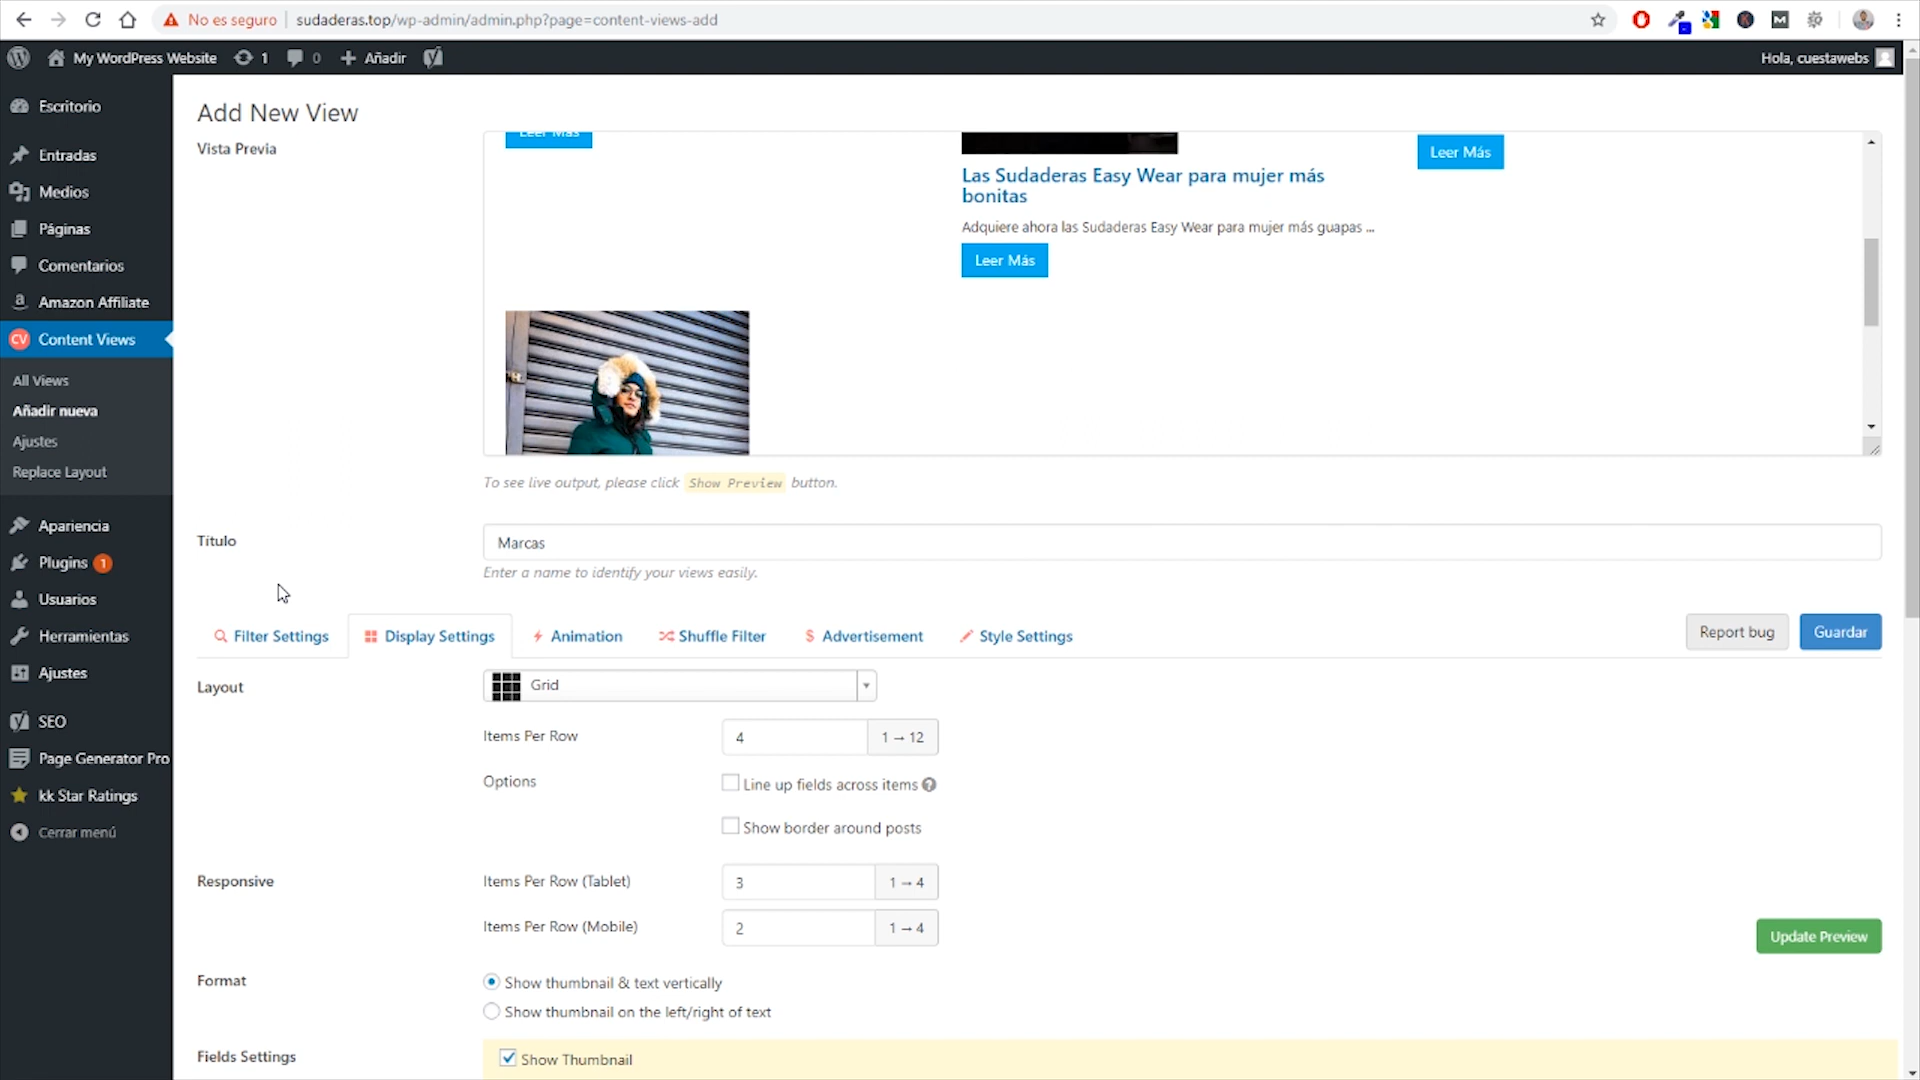 No es seguro
sudaderas.top/wp-admin/admin.php?page=content-views-add
My WordPress Website
1
0
Añadir
Hola, cuestawebs
Escritorio
Entradas
Medios
Páginas
Comentarios
Amazon Affiliate
Content Views
All Views
Añadir nueva
Ajustes
Replace Layout
Apariencia
Plugins 1
Usuarios
Herramientas
Ajustes
SEO
Page Generator Pro
kk Star Ratings
Cerrar menú
Add New View
Vista Previa
Leer Más
Leer Más
Las Sudaderas Easy Wear para mujer más
bonitas
Adquiere ahora las Sudaderas Easy Wear para mujer más guapas ...
Leer Más
To see live output, please click Show Preview button.
Título
Marcas
Enter a name to identify your views easily.
Filter Settings
Display Settings
Animation
Shuffle Filter
Advertisement
Style Settings
Report bug
Guardar
Layout
Grid
Items Per Row
4
1 → 12
Options
Line up fields across items
Show border around posts
Responsive
Items Per Row (Tablet)
3
1 → 4
Items Per Row (Mobile)
2
1 → 4
Update Preview
Format
Show thumbnail & text vertically
Show thumbnail on the left/right of text
Fields Settings
Show Thumbnail